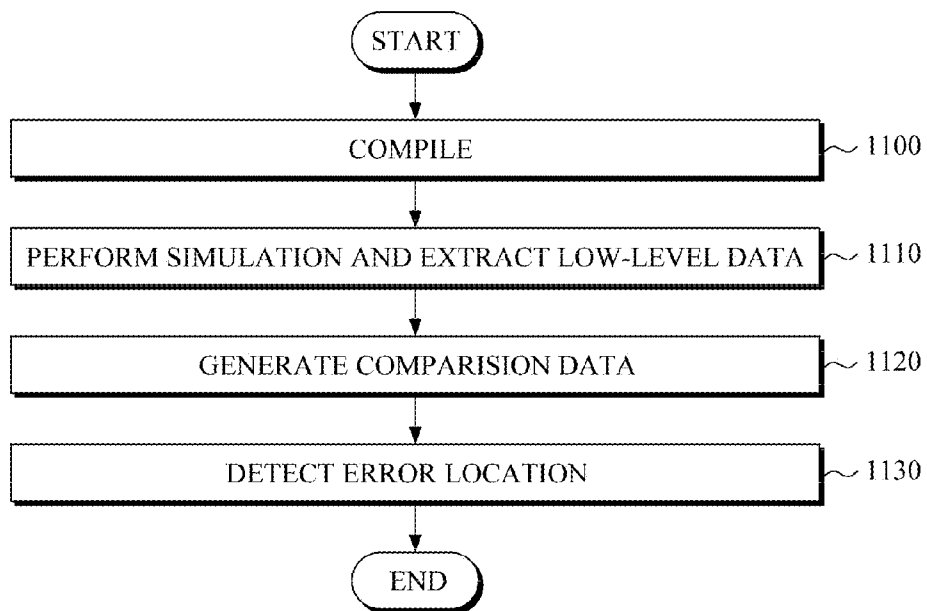 START
COMPILE
1100
PERFORM SIMULATION AND EXTRACT LOW-LEVEL DATA
1110
GENERATE COMPARISION DATA
1120
DETECT ERROR LOCATION
1130
END